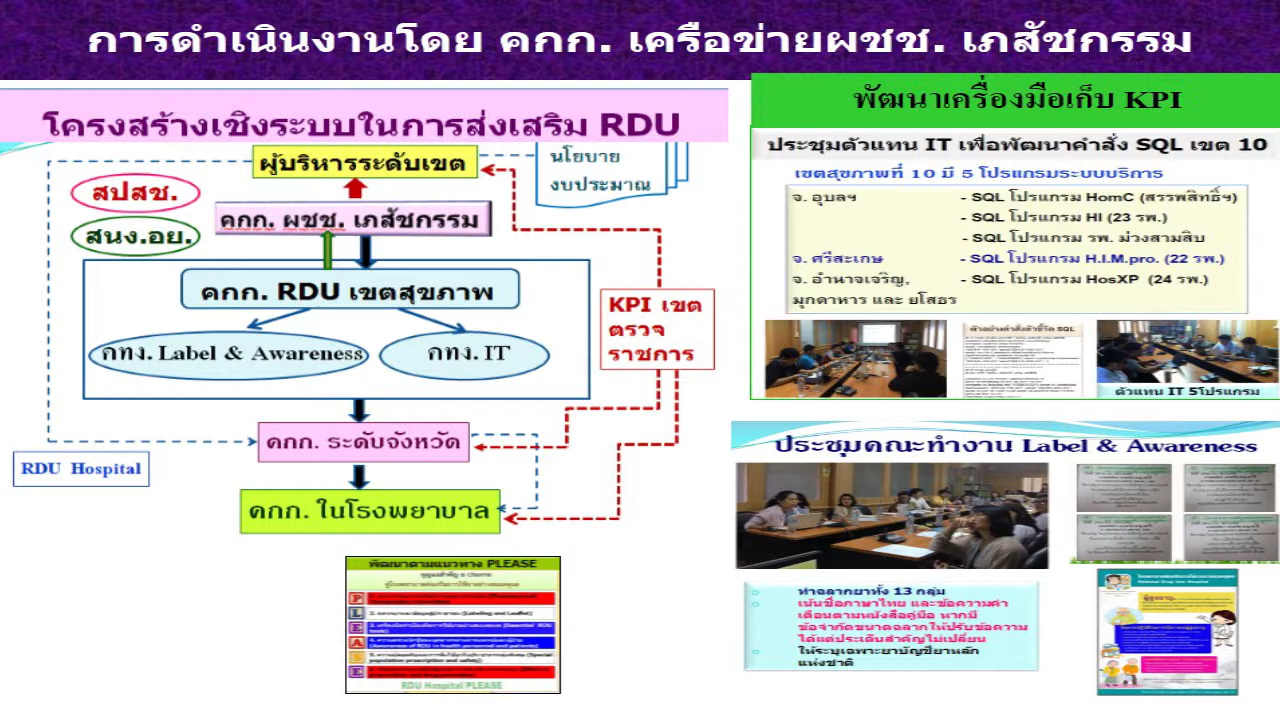 การดำเนินงานโดย คกก. เครือข่ายผชช. เภสัชกรรม
โครงสร้างเชิงระบบในการส่งเสริม RDU
ผู้บริหารระดับเขต
นโยบาย
งบประมาณ
สปสช.
คกก. ผชช. เภสัชกรรม
สนง.อย.
คกก. RDU เขตสุขภาพ
คทง. Label & Awareness
คทง. IT
KPI เขต
ตรวจ
ราชการ
คกก. ระดับจังหวัด
RDU Hospital
คกก. ในโรงพยาบาล
พัฒนาตามแนวทาง PLEASE
P
L
E
A
S
E
RDU Hospital PLEASE
พัฒนาเครื่องมือเก็บ KPI
ประชุมตัวแทน IT เพื่อพัฒนาคำสั่ง SQL เขต 10
เขตสุขภาพที่ 10 มี 5 โปรแกรมระบบบริการ
จ. อุบลฯ - SQL โปรแกรม HomC (สรรพสิทธิ์ฯ)
- SQL โปรแกรม HI (23 รพ.)
- SQL โปรแกรม รพ. ม่วงสามสิบ
จ. ศรีสะเกษ - SQL โปรแกรม H.I.M.pro. (22 รพ.)
จ. อำนาจเจริญ, - SQL โปรแกรม HosXP (24 รพ.)
มุกดาหาร และ ยโสธร
ตัวอย่างคำสั่งตัวชี้วัด SQL
ตัวแทน IT 5โปรแกรม
ประชุมคณะทำงาน Label & Awareness
ทำฉลากยาทั้ง 13 กลุ่ม
เน้นชื่อภาษาไทย และข้อความคำ
เตือนตามหนังสือคู่มือ หากมี
ข้อจำกัดขนาดฉลากให้ปรับข้อความ
ได้แต่ประเด็นสำคัญไม่เปลี่ยน
ให้ระบุเฉพาะยาบัญชียาหลัก
แห่งชาติ